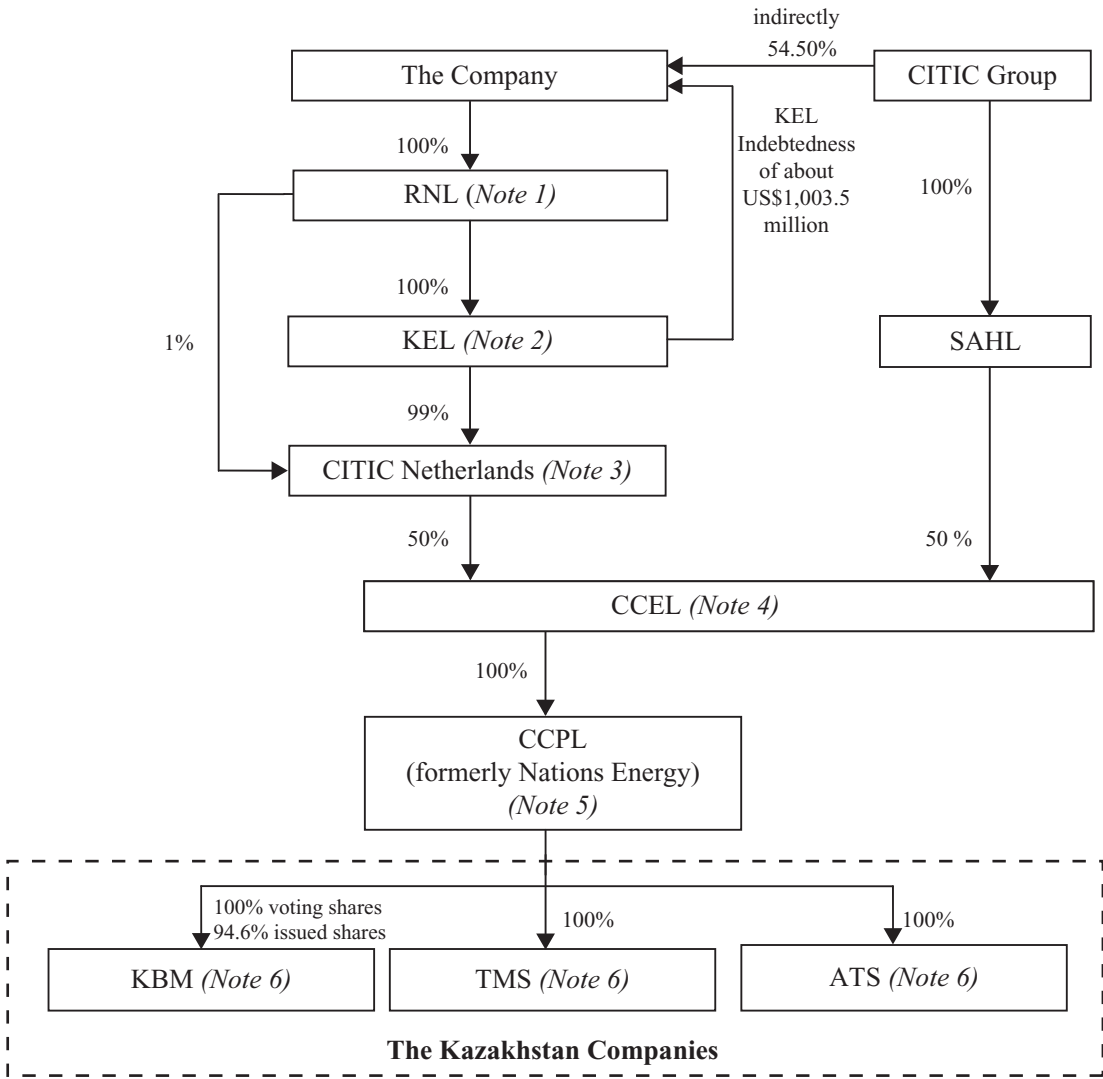 indirectly
54.50%
The Company
CITIC Group
100%
KEL
Indebtedness
of about
US$1,003.5
million
100%
RNL (Note 1)
100%
1%
KEL (Note 2)
SAHL
99%
CITIC Netherlands (Note 3)
50%
50 %
CCEL (Note 4)
100%
CCPL
(formerly Nations Energy)
(Note 5)
100% voting shares
94.6% issued shares
100%
100%
KBM (Note 6)
TMS (Note 6)
ATS (Note 6)
The Kazakhstan Companies